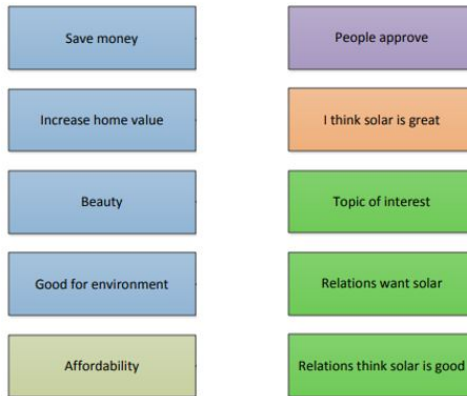 Save money
Increase home value
Beauty
Good for environment
Affordability
People approve
I think solar is great
Topic of interest
Relations want solar
Relations think solar is good